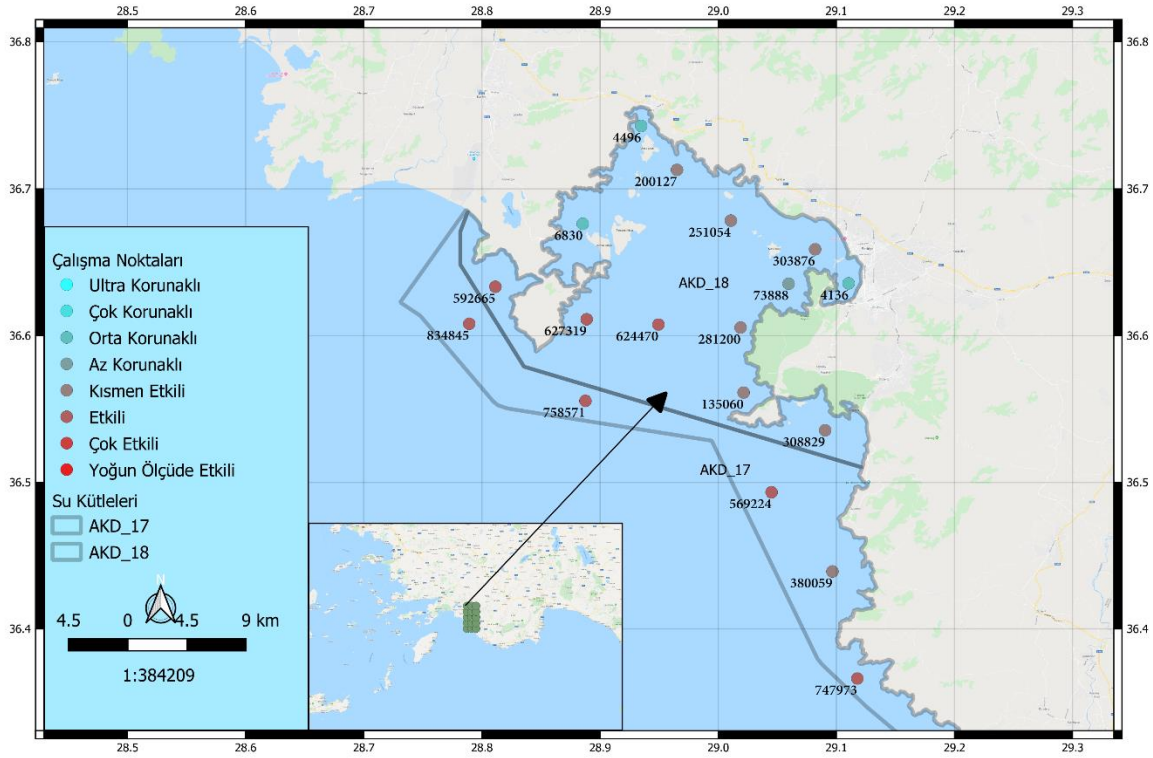 28.5 28.6 28.7 28.8 28.9 29.0 29.1 29.2 29.3
36.8 36.8
4496
200127
36.7 36.7
6830
251054
303876
Çalışma Noktaları
Ultra Korunaklı
Çok Korunaklı
Orta Korunaklı
Az Korunaklı
Kısmen Etkili
Etkili
Çok Etkili
Yoğun Ölçüde Etkili
Su Kütleleri
AKD_17
AKD_18
N
4.5 0 4.5 9 km
1:384209
AKD_18
592665
73888
4136
834845
627319
624470
281200
36.6 36.6
758571
135060
308829
AKD_17
36.5 36.5
569224
380059
36.4 36.4
747973
28.5 28.6 28.7 28.8 28.9 29.0 29.1 29.2 29.3